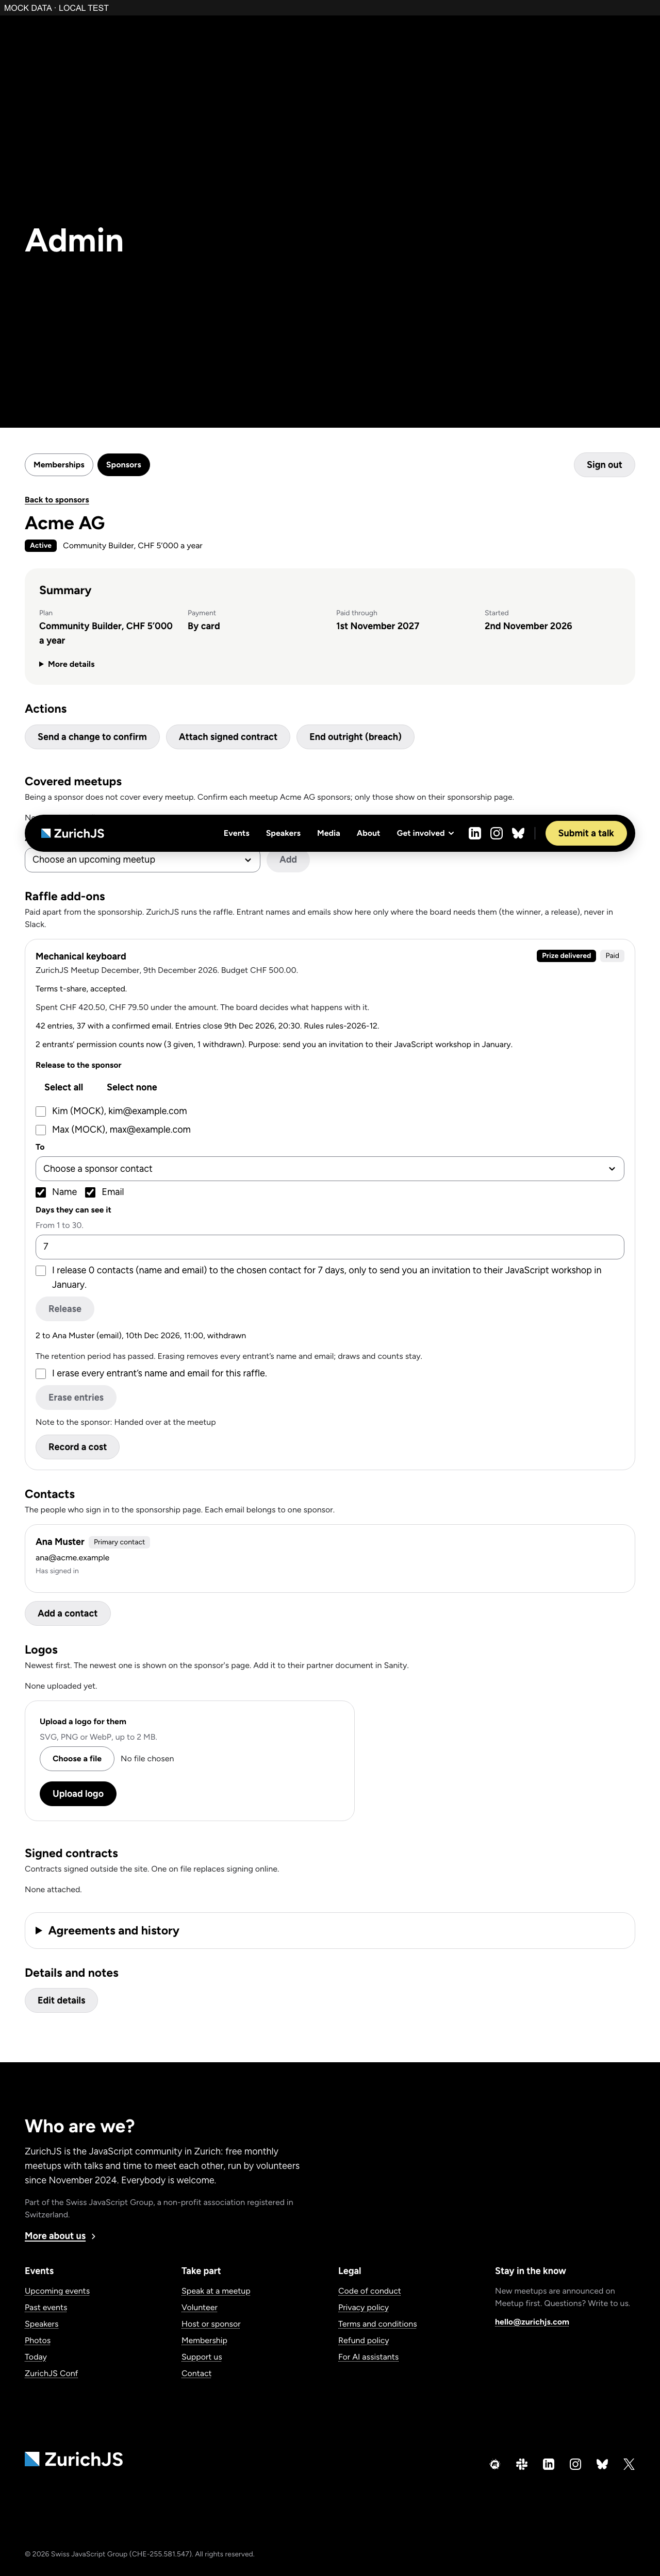 MOCK DATA · LOCAL TEST
Admin
Memberships
Sponsors
Sign out
Back to sponsors
Acme AG
Active
Community Builder, CHF 5’000 a year
Summary
Plan
Community Builder, CHF 5’000
a year
Payment
By card
Paid through
1st November 2027
Started
2nd November 2026
More details
Actions
Send a change to confirm
Attach signed contract
End outright (breach)
Covered meetups
Being a sponsor does not cover every meetup. Confirm each meetup Acme AG sponsors; only those show on their sponsorship page.
ZurichJS
Events
Speakers
Media
About
Get involved
Submit a talk
Choose an upcoming meetup
Add
Raffle add-ons
Paid apart from the sponsorship. ZurichJS runs the raffle. Entrant names and emails show here only where the board needs them (the winner, a release), never in
Slack.
Mechanical keyboard
Prize delivered
Paid
ZurichJS Meetup December, 9th December 2026. Budget CHF 500.00.
Terms t-share, accepted.
Spent CHF 420.50, CHF 79.50 under the amount. The board decides what happens with it.
42 entries, 37 with a confirmed email. Entries close 9th Dec 2026, 20:30. Rules rules-2026-12.
2 entrants’ permission counts now (3 given, 1 withdrawn). Purpose: send you an invitation to their JavaScript workshop in January.
Release to the sponsor
Select all
Select none
Kim (MOCK), kim@example.com
Max (MOCK), max@example.com
To
Choose a sponsor contact
Name
Email
Days they can see it
From 1 to 30.
7
I release 0 contacts (name and email) to the chosen contact for 7 days, only to send you an invitation to their JavaScript workshop in
January.
Release
2 to Ana Muster (email), 10th Dec 2026, 11:00, withdrawn
The retention period has passed. Erasing removes every entrant’s name and email; draws and counts stay.
I erase every entrant’s name and email for this raffle.
Erase entries
Note to the sponsor: Handed over at the meetup
Record a cost
Contacts
The people who sign in to the sponsorship page. Each email belongs to one sponsor.
Ana Muster
Primary contact
ana@acme.example
Has signed in
Add a contact
Logos
Newest first. The newest one is shown on the sponsor’s page. Add it to their partner document in Sanity.
None uploaded yet.
Upload a logo for them
SVG, PNG or WebP, up to 2 MB.
Choose a file
No file chosen
Upload logo
Signed contracts
Contracts signed outside the site. One on file replaces signing online.
None attached.
Agreements and history
Details and notes
Edit details
Who are we?
ZurichJS is the JavaScript community in Zurich: free monthly
meetups with talks and time to meet each other, run by volunteers
since November 2024. Everybody is welcome.
Part of the Swiss JavaScript Group, a non-profit association registered in
Switzerland.
More about us
Events
Upcoming events
Past events
Speakers
Photos
Today
ZurichJS Conf
Take part
Speak at a meetup
Volunteer
Host or sponsor
Membership
Support us
Contact
Legal
Code of conduct
Privacy policy
Terms and conditions
Refund policy
For AI assistants
Stay in the know
New meetups are announced on
Meetup first. Questions? Write to us.
hello@zurichjs.com
ZurichJS
© 2026 Swiss JavaScript Group (CHE-255.581.547). All rights reserved.